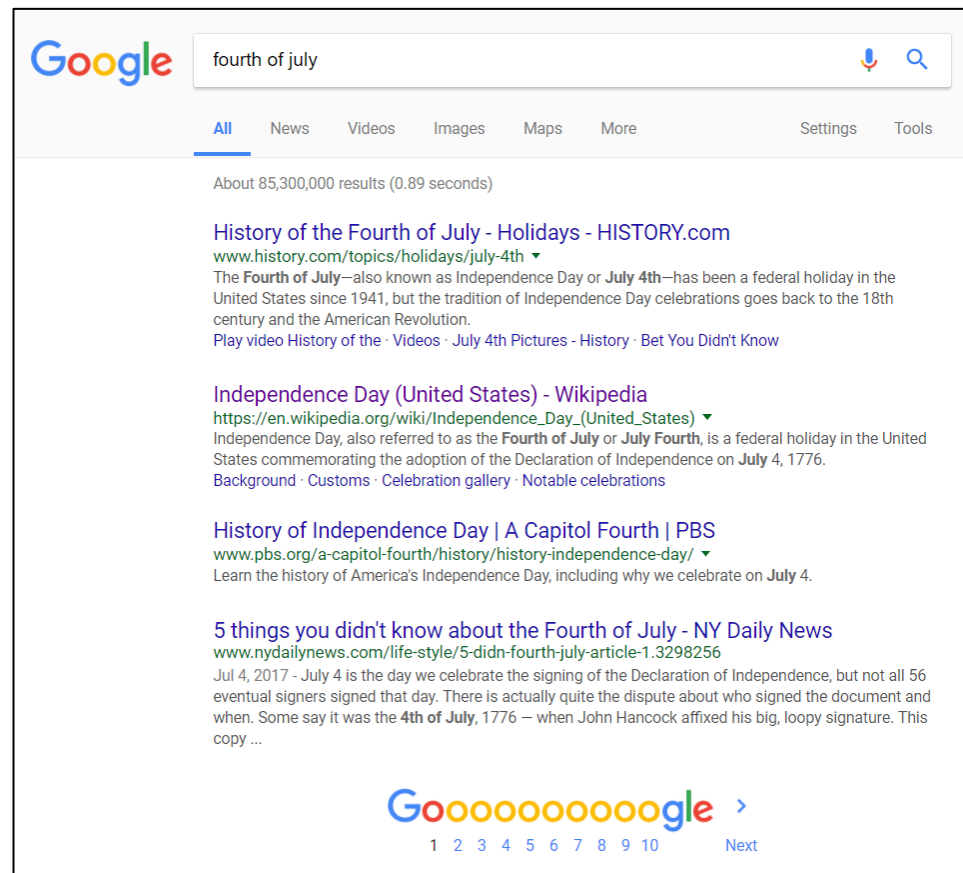 Google
fourth of july
All News Videos Images Maps More Settings Tools
About 85,300,000 results (0.89 seconds)
History of the Fourth of July - Holidays - HISTORY.com
www.history.com/topics/holidays/july-4th
The Fourth of July—also known as Independence Day or July 4th—has been a federal holiday in the
United States since 1941, but the tradition of Independence Day celebrations goes back to the 18th
century and the American Revolution.
Play video History of the · Videos · July 4th Pictures - History · Bet You Didn't Know
Independence Day (United States) - Wikipedia
https://en.wikipedia.org/wiki/Independence_Day_(United_States)
Independence Day, also referred to as the Fourth of July or July Fourth, is a federal holiday in the United
States commemorating the adoption of the Declaration of Independence on July 4, 1776.
Background · Customs · Celebration gallery · Notable celebrations
History of Independence Day | A Capitol Fourth | PBS
www.pbs.org/a-capitol-fourth/history/history-independence-day/
Learn the history of America's Independence Day, including why we celebrate on July 4.
5 things you didn't know about the Fourth of July - NY Daily News
www.nydailynews.com/life-style/5-didn-fourth-july-article-1.3298256
Jul 4, 2017 - July 4 is the day we celebrate the signing of the Declaration of Independence, but not all 56
eventual signers signed that day. There is actually quite the dispute about who signed the document and
when. Some say it was the 4th of July, 1776 — when John Hancock affixed his big, loopy signature. This
copy ...
Goooooooooogle >
1 2 3 4 5 6 7 8 9 10 Next